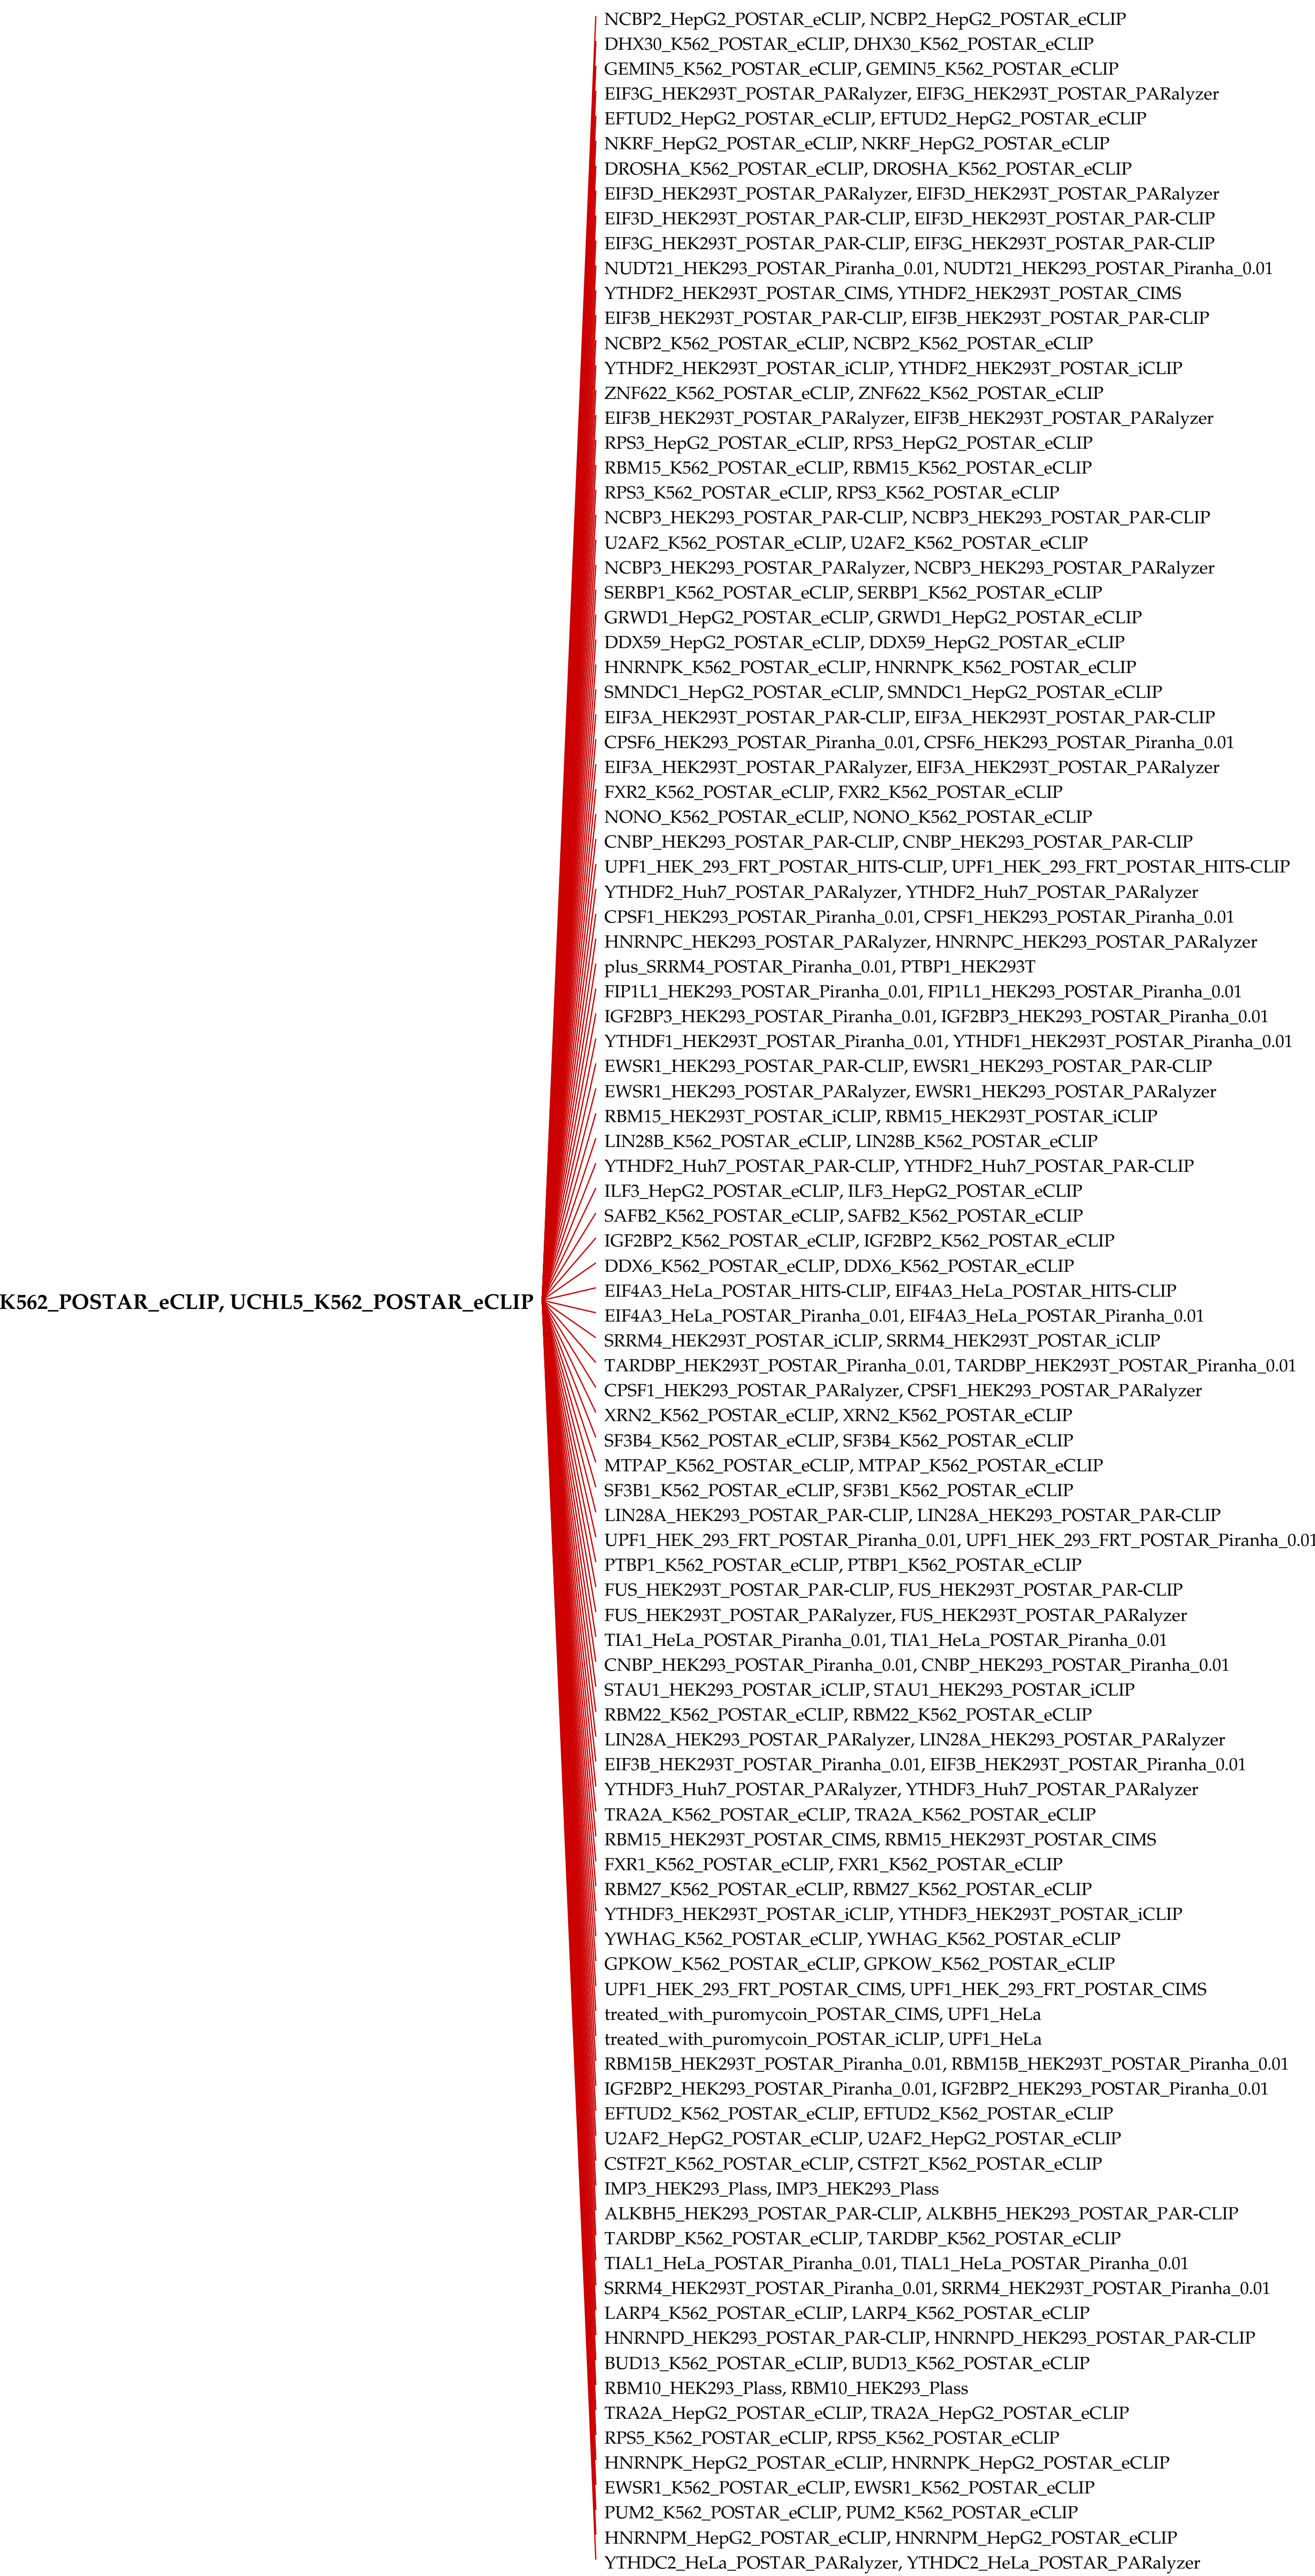 NCBP2_HepG2_POSTAR_eCLIP, NCBP2_HepG2_POSTAR_eCLIP
DHX30_K562_POSTAR_eCLIP, DHX30_K562_POSTAR_eCLIP
GEMIN5_K562_POSTAR_eCLIP, GEMIN5_K562_POSTAR_eCLIP
EIF3G_HEK293T_POSTAR_PARalyzer, EIF3G_HEK293T_POSTAR_PARalyzer
EFTUD2_HepG2_POSTAR_eCLIP, EFTUD2_HepG2_POSTAR_eCLIP
NKRF_HepG2_POSTAR_eCLIP, NKRF_HepG2_POSTAR_eCLIP
DROSHA_K562_POSTAR_eCLIP, DROSHA_K562_POSTAR_eCLIP
EIF3D_HEK293T_POSTAR_PARalyzer, EIF3D_HEK293T_POSTAR_PARalyzer
EIF3D_HEK293T_POSTAR_PAR-CLIP, EIF3D_HEK293T_POSTAR_PAR-CLIP
EIF3G_HEK293T_POSTAR_PAR-CLIP, EIF3G_HEK293T_POSTAR_PAR-CLIP
NUDT21_HEK293_POSTAR_Piranha_0.01, NUDT21_HEK293_POSTAR_Piranha_0.01
YTHDF2_HEK293T_POSTAR_CIMS, YTHDF2_HEK293T_POSTAR_CIMS
EIF3B_HEK293T_POSTAR_PAR-CLIP, EIF3B_HEK293T_POSTAR_PAR-CLIP
NCBP2_K562_POSTAR_eCLIP, NCBP2_K562_POSTAR_eCLIP
YTHDF2_HEK293T_POSTAR_iCLIP, YTHDF2_HEK293T_POSTAR_iCLIP
ZNF622_K562_POSTAR_eCLIP, ZNF622_K562_POSTAR_eCLIP
EIF3B_HEK293T_POSTAR_PARalyzer, EIF3B_HEK293T_POSTAR_PARalyzer
RPS3_HepG2_POSTAR_eCLIP, RPS3_HepG2_POSTAR_eCLIP
RBM15_K562_POSTAR_eCLIP, RBM15_K562_POSTAR_eCLIP
RPS3_K562_POSTAR_eCLIP, RPS3_K562_POSTAR_eCLIP
NCBP3_HEK293_POSTAR_PAR-CLIP, NCBP3_HEK293_POSTAR_PAR-CLIP
U2AF2_K562_POSTAR_eCLIP, U2AF2_K562_POSTAR_eCLIP
NCBP3_HEK293_POSTAR_PARalyzer, NCBP3_HEK293_POSTAR_PARalyzer
SERBP1_K562_POSTAR_eCLIP, SERBP1_K562_POSTAR_eCLIP
GRWD1_HepG2_POSTAR_eCLIP, GRWD1_HepG2_POSTAR_eCLIP
DDX59_HepG2_POSTAR_eCLIP, DDX59_HepG2_POSTAR_eCLIP
HNRNPK_K562_POSTAR_eCLIP, HNRNPK_K562_POSTAR_eCLIP
SMNDC1_HepG2_POSTAR_eCLIP, SMNDC1_HepG2_POSTAR_eCLIP
EIF3A_HEK293T_POSTAR_PAR-CLIP, EIF3A_HEK293T_POSTAR_PAR-CLIP
CPSF6_HEK293_POSTAR_Piranha_0.01, CPSF6_HEK293_POSTAR_Piranha_0.01
EIF3A_HEK293T_POSTAR_PARalyzer, EIF3A_HEK293T_POSTAR_PARalyzer
FXR2_K562_POSTAR_eCLIP, FXR2_K562_POSTAR_eCLIP
NONO_K562_POSTAR_eCLIP, NONO_K562_POSTAR_eCLIP
CNBP_HEK293_POSTAR_PAR-CLIP, CNBP_HEK293_POSTAR_PAR-CLIP
UPF1_HEK_293_FRT_POSTAR_HITS-CLIP, UPF1_HEK_293_FRT_POSTAR_HITS-CLIP
YTHDF2_Huh7_POSTAR_PARalyzer, YTHDF2_Huh7_POSTAR_PARalyzer
CPSF1_HEK293_POSTAR_Piranha_0.01, CPSF1_HEK293_POSTAR_Piranha_0.01
HNRNPC_HEK293_POSTAR_PARalyzer, HNRNPC_HEK293_POSTAR_PARalyzer
plus_SRRM4_POSTAR_Piranha_0.01, PTBP1_HEK293T
FIP1L1_HEK293_POSTAR_Piranha_0.01, FIP1L1_HEK293_POSTAR_Piranha_0.01
IGF2BP3_HEK293_POSTAR_Piranha_0.01, IGF2BP3_HEK293_POSTAR_Piranha_0.01
YTHDF1_HEK293T_POSTAR_Piranha_0.01, YTHDF1_HEK293T_POSTAR_Piranha_0.01
EWSR1_HEK293_POSTAR_PAR-CLIP, EWSR1_HEK293_POSTAR_PAR-CLIP
EWSR1_HEK293_POSTAR_PARalyzer, EWSR1_HEK293_POSTAR_PARalyzer
RBM15_HEK293T_POSTAR_iCLIP, RBM15_HEK293T_POSTAR_iCLIP
LIN28B_K562_POSTAR_eCLIP, LIN28B_K562_POSTAR_eCLIP
YTHDF2_Huh7_POSTAR_PAR-CLIP, YTHDF2_Huh7_POSTAR_PAR-CLIP
ILF3_HepG2_POSTAR_eCLIP, ILF3_HepG2_POSTAR_eCLIP
SAFB2_K562_POSTAR_eCLIP, SAFB2_K562_POSTAR_eCLIP
IGF2BP2_K562_POSTAR_eCLIP, IGF2BP2_K562_POSTAR_eCLIP
DDX6_K562_POSTAR_eCLIP, DDX6_K562_POSTAR_eCLIP
EIF4A3_HeLa_POSTAR_HITS-CLIP, EIF4A3_HeLa_POSTAR_HITS-CLIP
K562_POSTAR_eCLIP, UCHL5_K562_POSTAR_eCLIP
EIF4A3_HeLa_POSTAR_Piranha_0.01, EIF4A3_HeLa_POSTAR_Piranha_0.01
SRRM4_HEK293T_POSTAR_iCLIP, SRRM4_HEK293T_POSTAR_iCLIP
TARDBP_HEK293T_POSTAR_Piranha_0.01, TARDBP_HEK293T_POSTAR_Piranha_0.01
CPSF1_HEK293_POSTAR_PARalyzer, CPSF1_HEK293_POSTAR_PARalyzer
XRN2_K562_POSTAR_eCLIP, XRN2_K562_POSTAR_eCLIP
SF3B4_K562_POSTAR_eCLIP, SF3B4_K562_POSTAR_eCLIP
MTPAP_K562_POSTAR_eCLIP, MTPAP_K562_POSTAR_eCLIP
SF3B1_K562_POSTAR_eCLIP, SF3B1_K562_POSTAR_eCLIP
LIN28A_HEK293_POSTAR_PAR-CLIP, LIN28A_HEK293_POSTAR_PAR-CLIP
UPF1_HEK_293_FRT_POSTAR_Piranha_0.01, UPF1_HEK_293_FRT_POSTAR_Piranha_0.01
PTBP1_K562_POSTAR_eCLIP, PTBP1_K562_POSTAR_eCLIP
FUS_HEK293T_POSTAR_PAR-CLIP, FUS_HEK293T_POSTAR_PAR-CLIP
FUS_HEK293T_POSTAR_PARalyzer, FUS_HEK293T_POSTAR_PARalyzer
TIA1_HeLa_POSTAR_Piranha_0.01, TIA1_HeLa_POSTAR_Piranha_0.01
CNBP_HEK293_POSTAR_Piranha_0.01, CNBP_HEK293_POSTAR_Piranha_0.01
STAU1_HEK293_POSTAR_iCLIP, STAU1_HEK293_POSTAR_iCLIP
RBM22_K562_POSTAR_eCLIP, RBM22_K562_POSTAR_eCLIP
LIN28A_HEK293_POSTAR_PARalyzer, LIN28A_HEK293_POSTAR_PARalyzer
EIF3B_HEK293T_POSTAR_Piranha_0.01, EIF3B_HEK293T_POSTAR_Piranha_0.01
YTHDF3_Huh7_POSTAR_PARalyzer, YTHDF3_Huh7_POSTAR_PARalyzer
TRA2A_K562_POSTAR_eCLIP, TRA2A_K562_POSTAR_eCLIP
RBM15_HEK293T_POSTAR_CIMS, RBM15_HEK293T_POSTAR_CIMS
FXR1_K562_POSTAR_eCLIP, FXR1_K562_POSTAR_eCLIP
RBM27_K562_POSTAR_eCLIP, RBM27_K562_POSTAR_eCLIP
YTHDF3_HEK293T_POSTAR_iCLIP, YTHDF3_HEK293T_POSTAR_iCLIP
YWHAG_K562_POSTAR_eCLIP, YWHAG_K562_POSTAR_eCLIP
GPKOW_K562_POSTAR_eCLIP, GPKOW_K562_POSTAR_eCLIP
UPF1_HEK_293_FRT_POSTAR_CIMS, UPF1_HEK_293_FRT_POSTAR_CIMS
treated_with_puromycoin_POSTAR_CIMS, UPF1_HeLa
treated_with_puromycoin_POSTAR_iCLIP, UPF1_HeLa
RBM15B_HEK293T_POSTAR_Piranha_0.01, RBM15B_HEK293T_POSTAR_Piranha_0.01
IGF2BP2_HEK293_POSTAR_Piranha_0.01, IGF2BP2_HEK293_POSTAR_Piranha_0.01
EFTUD2_K562_POSTAR_eCLIP, EFTUD2_K562_POSTAR_eCLIP
U2AF2_HepG2_POSTAR_eCLIP, U2AF2_HepG2_POSTAR_eCLIP
CSTF2T_K562_POSTAR_eCLIP, CSTF2T_K562_POSTAR_eCLIP
IMP3_HEK293_Plass, IMP3_HEK293_Plass
ALKBH5_HEK293_POSTAR_PAR-CLIP, ALKBH5_HEK293_POSTAR_PAR-CLIP
TARDBP_K562_POSTAR_eCLIP, TARDBP_K562_POSTAR_eCLIP
TIAL1_HeLa_POSTAR_Piranha_0.01, TIAL1_HeLa_POSTAR_Piranha_0.01
SRRM4_HEK293T_POSTAR_Piranha_0.01, SRRM4_HEK293T_POSTAR_Piranha_0.01
LARP4_K562_POSTAR_eCLIP, LARP4_K562_POSTAR_eCLIP
HNRNPD_HEK293_POSTAR_PAR-CLIP, HNRNPD_HEK293_POSTAR_PAR-CLIP
BUD13_K562_POSTAR_eCLIP, BUD13_K562_POSTAR_eCLIP
RBM10_HEK293_Plass, RBM10_HEK293_Plass
TRA2A_HepG2_POSTAR_eCLIP, TRA2A_HepG2_POSTAR_eCLIP
RPS5_K562_POSTAR_eCLIP, RPS5_K562_POSTAR_eCLIP
HNRNPK_HepG2_POSTAR_eCLIP, HNRNPK_HepG2_POSTAR_eCLIP
EWSR1_K562_POSTAR_eCLIP, EWSR1_K562_POSTAR_eCLIP
PUM2_K562_POSTAR_eCLIP, PUM2_K562_POSTAR_eCLIP
HNRNPM_HepG2_POSTAR_eCLIP, HNRNPM_HepG2_POSTAR_eCLIP
YTHDC2_HeLa_POSTAR_PARalyzer, YTHDC2_HeLa_POSTAR_PARalyzer